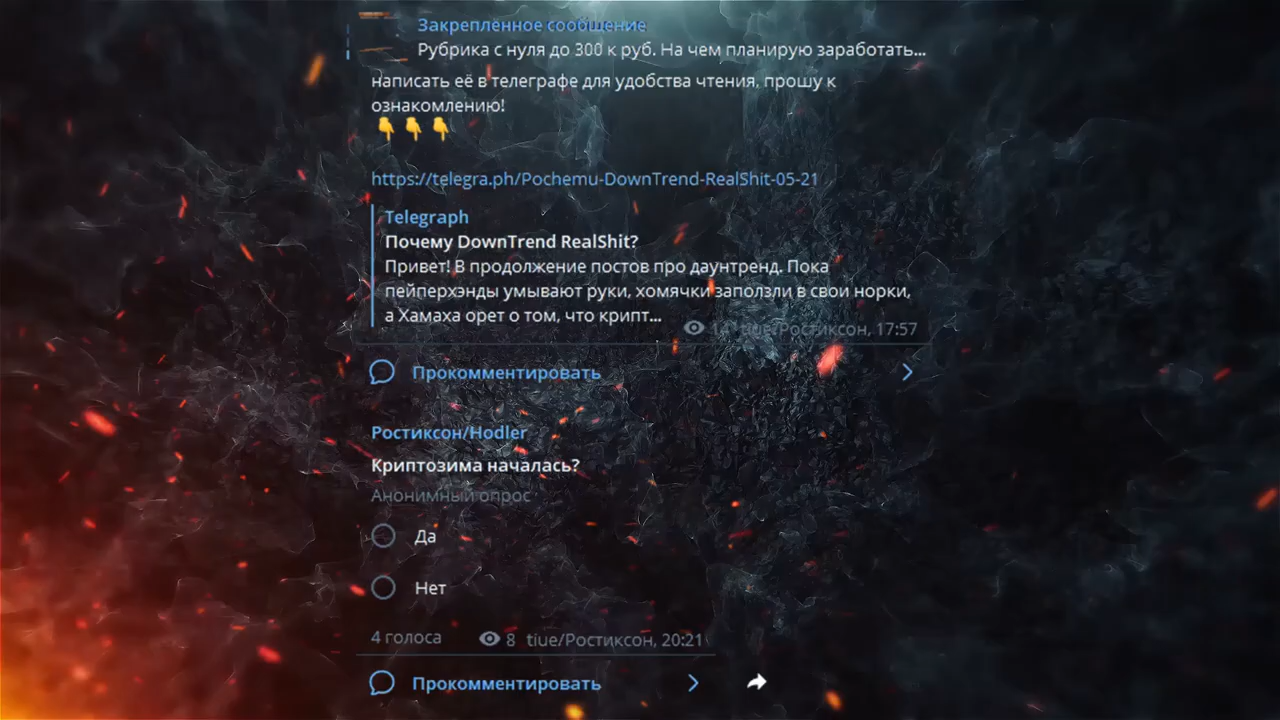 Закреплённое сообщение
Рубрика с нуля до 300 к руб. На чем планирую заработать...
написать её в телеграфе для удобства чтения, прошу к
ознакомлению!
👇👇👇
https://telegra.ph/Pochemu-DownTrend-RealShit-05-21
Telegraph
Почему DownTrend RealShit?
Привет! В продолжение постов про даунтренд. Пока
пейперхэнды умывают руки, хомячки заползли в свои норки,
а Хамаха орет о том, что крипт...
tiue/Ростиксон, 17:57
Прокомментировать
Ростиксон/Hodler
Криптозима началась?
Анонимный опрос
Да
Нет
4 голоса 8 tiue/Ростиксон, 20:21
Прокомментировать